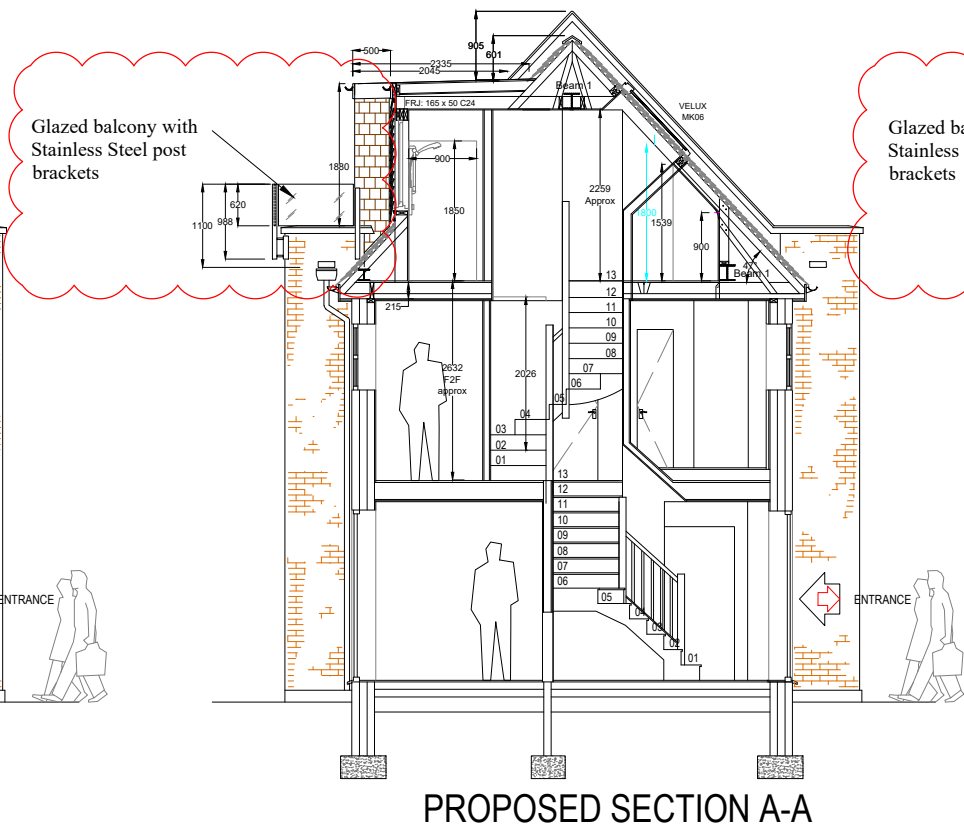 905
601
500
2335
2045
Beam 1
FRJ: 165 x 50 C24
VELUX
MK06
Glazed balcony with
Stainless Steel post
brackets
Glazed ba
Stainless
brackets
900
1850
2259
Approx
1800
1539
900
620
988
1100
47°
Beam 1
215
13
12
11
10
09
08
07
06
05
04
03
02
01
2632
F2F
approx
2026
13
12
11
10
09
08
07
06
05
04
03
02
01
ENTRANCE
ENTRANCE
PROPOSED SECTION A-A